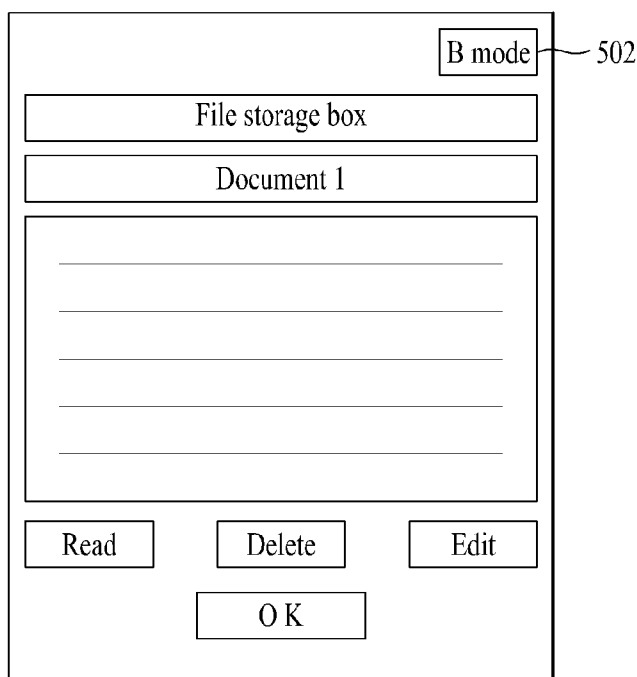 B mode 502
File storage box
Document 1
Read Delete Edit
O K